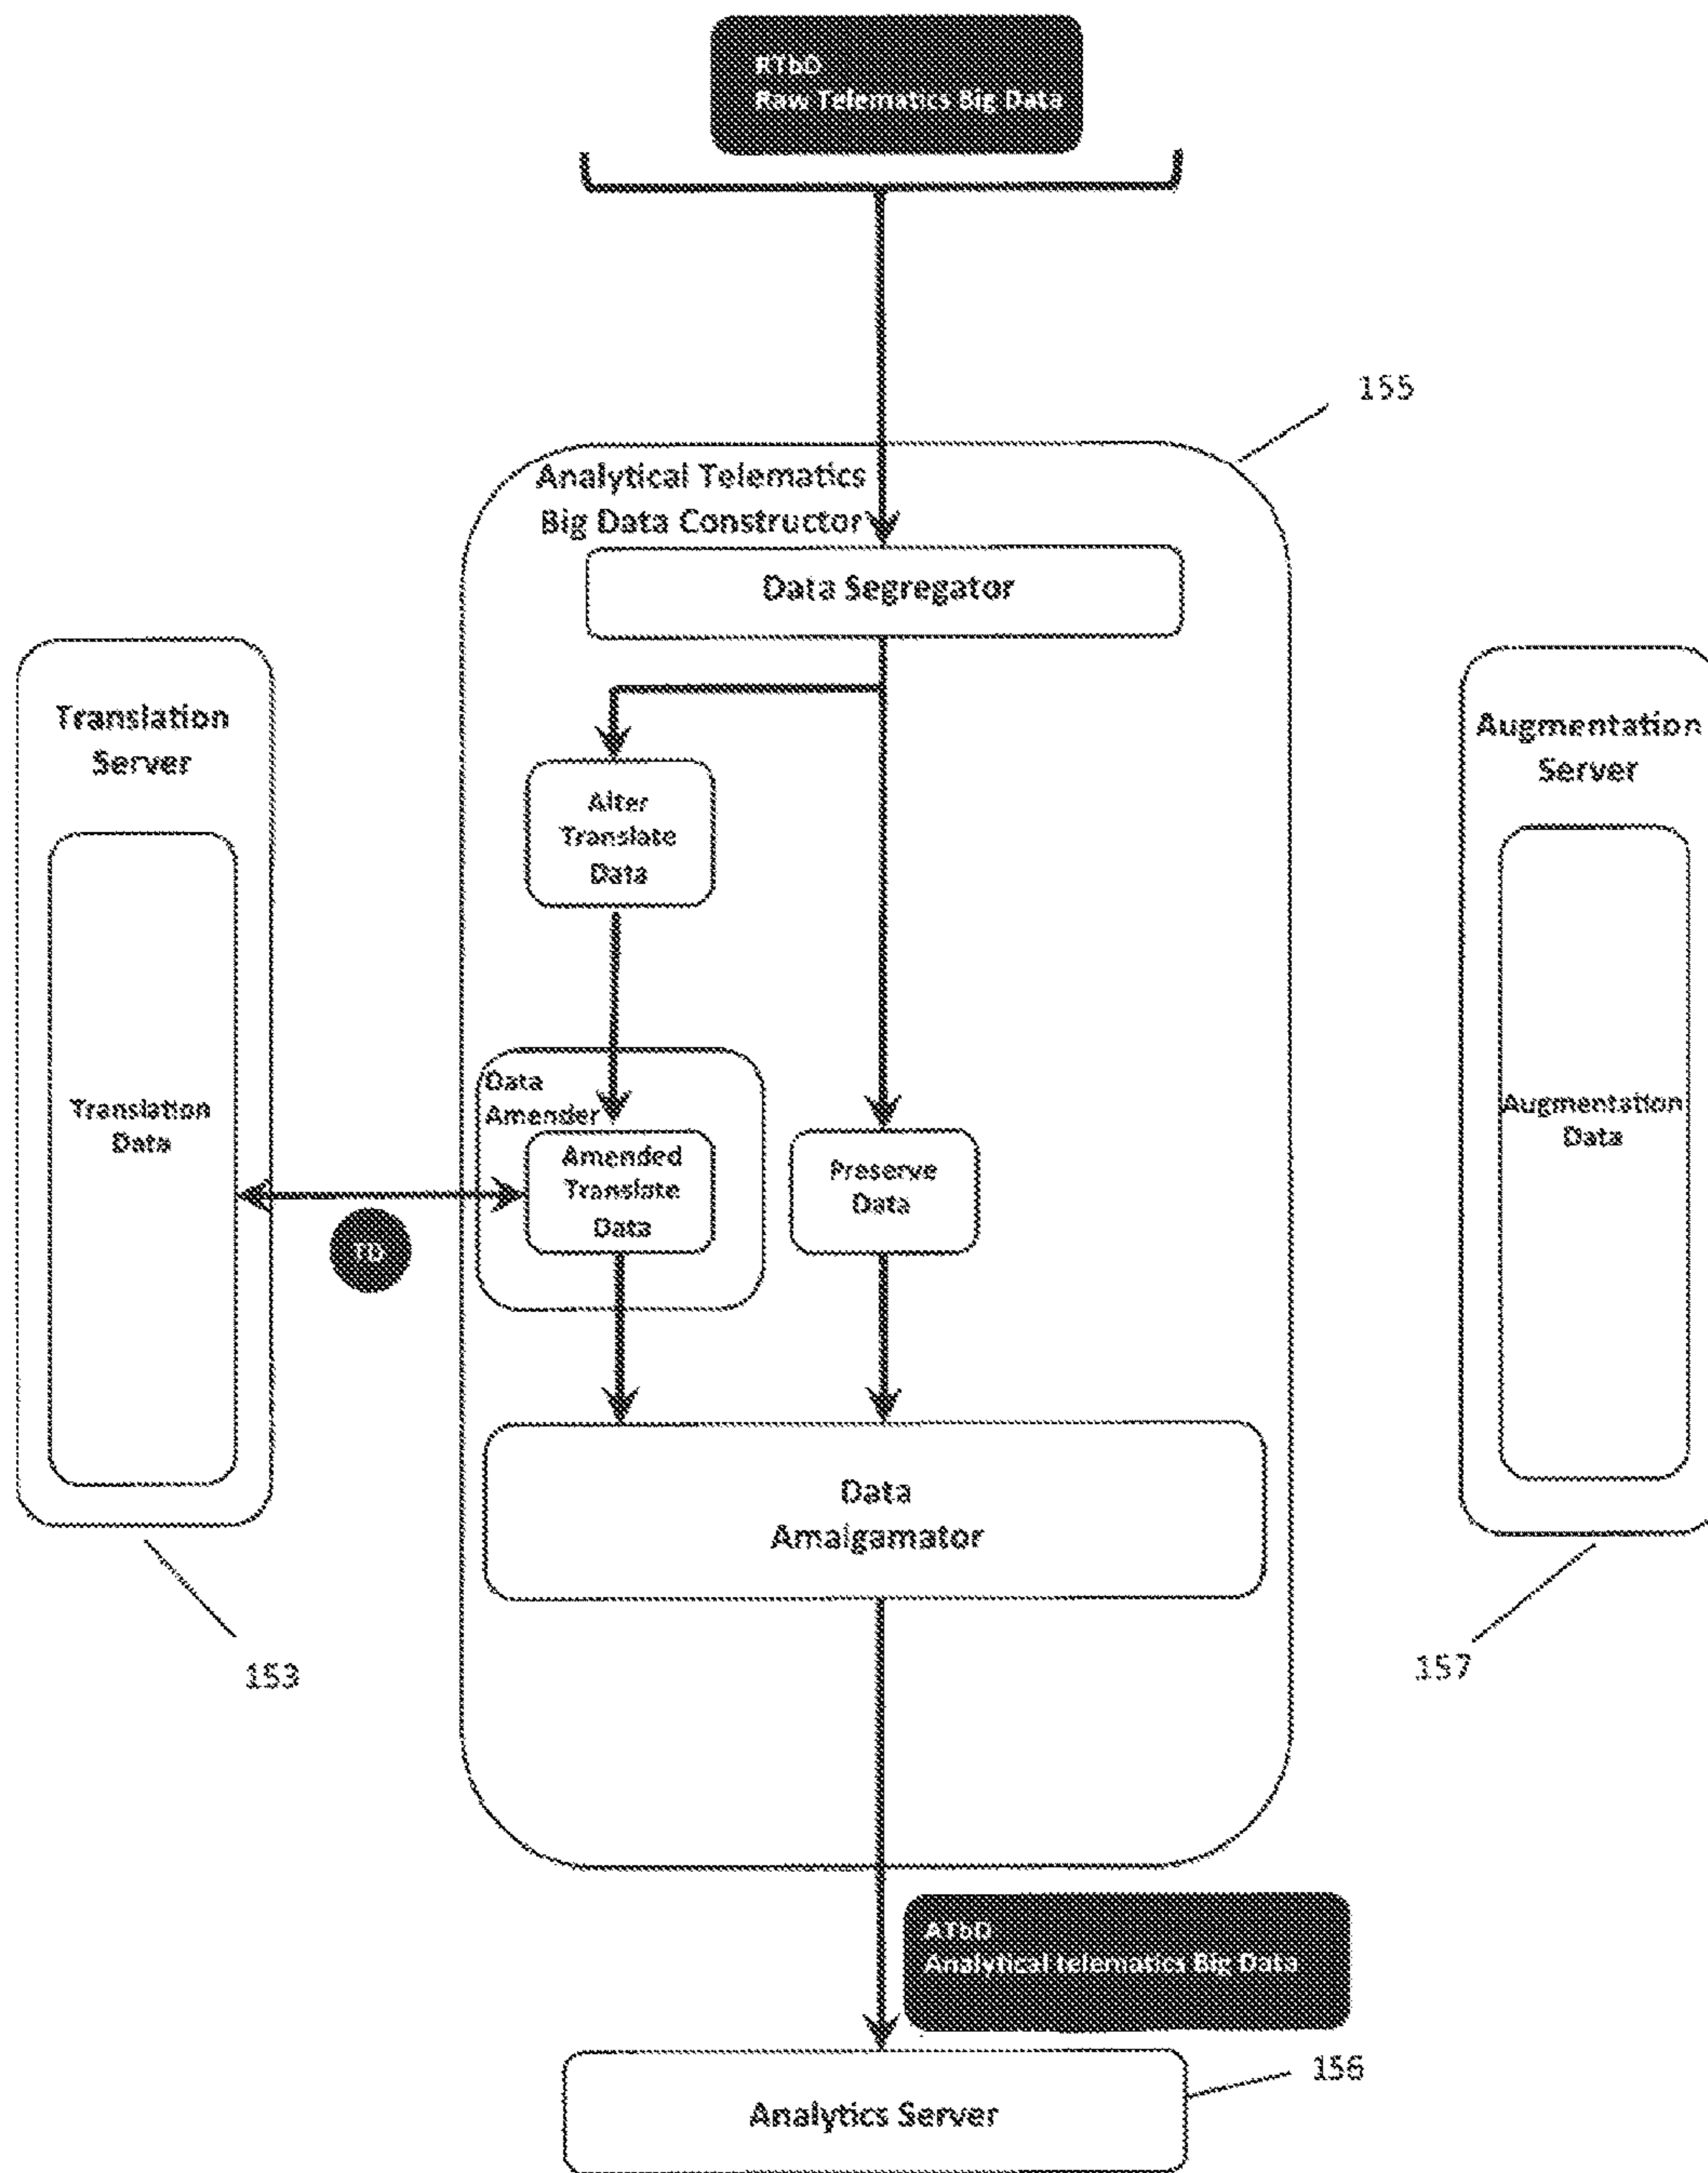 RTbD
Raw Telematics Big Data
155
Analytical Telematics
Big Data Constructor
Data Segregator
Translation
Server
Augmentation
Server
Alter
Translate
Data
Data
Amender
Translation
Data
Amended
Translate
Data
Preserve
Data
Augmentation
Data
TD
Data
Amalgamator
153
157
ATbD
Analytical telematics Big Data
156
Analytics Server